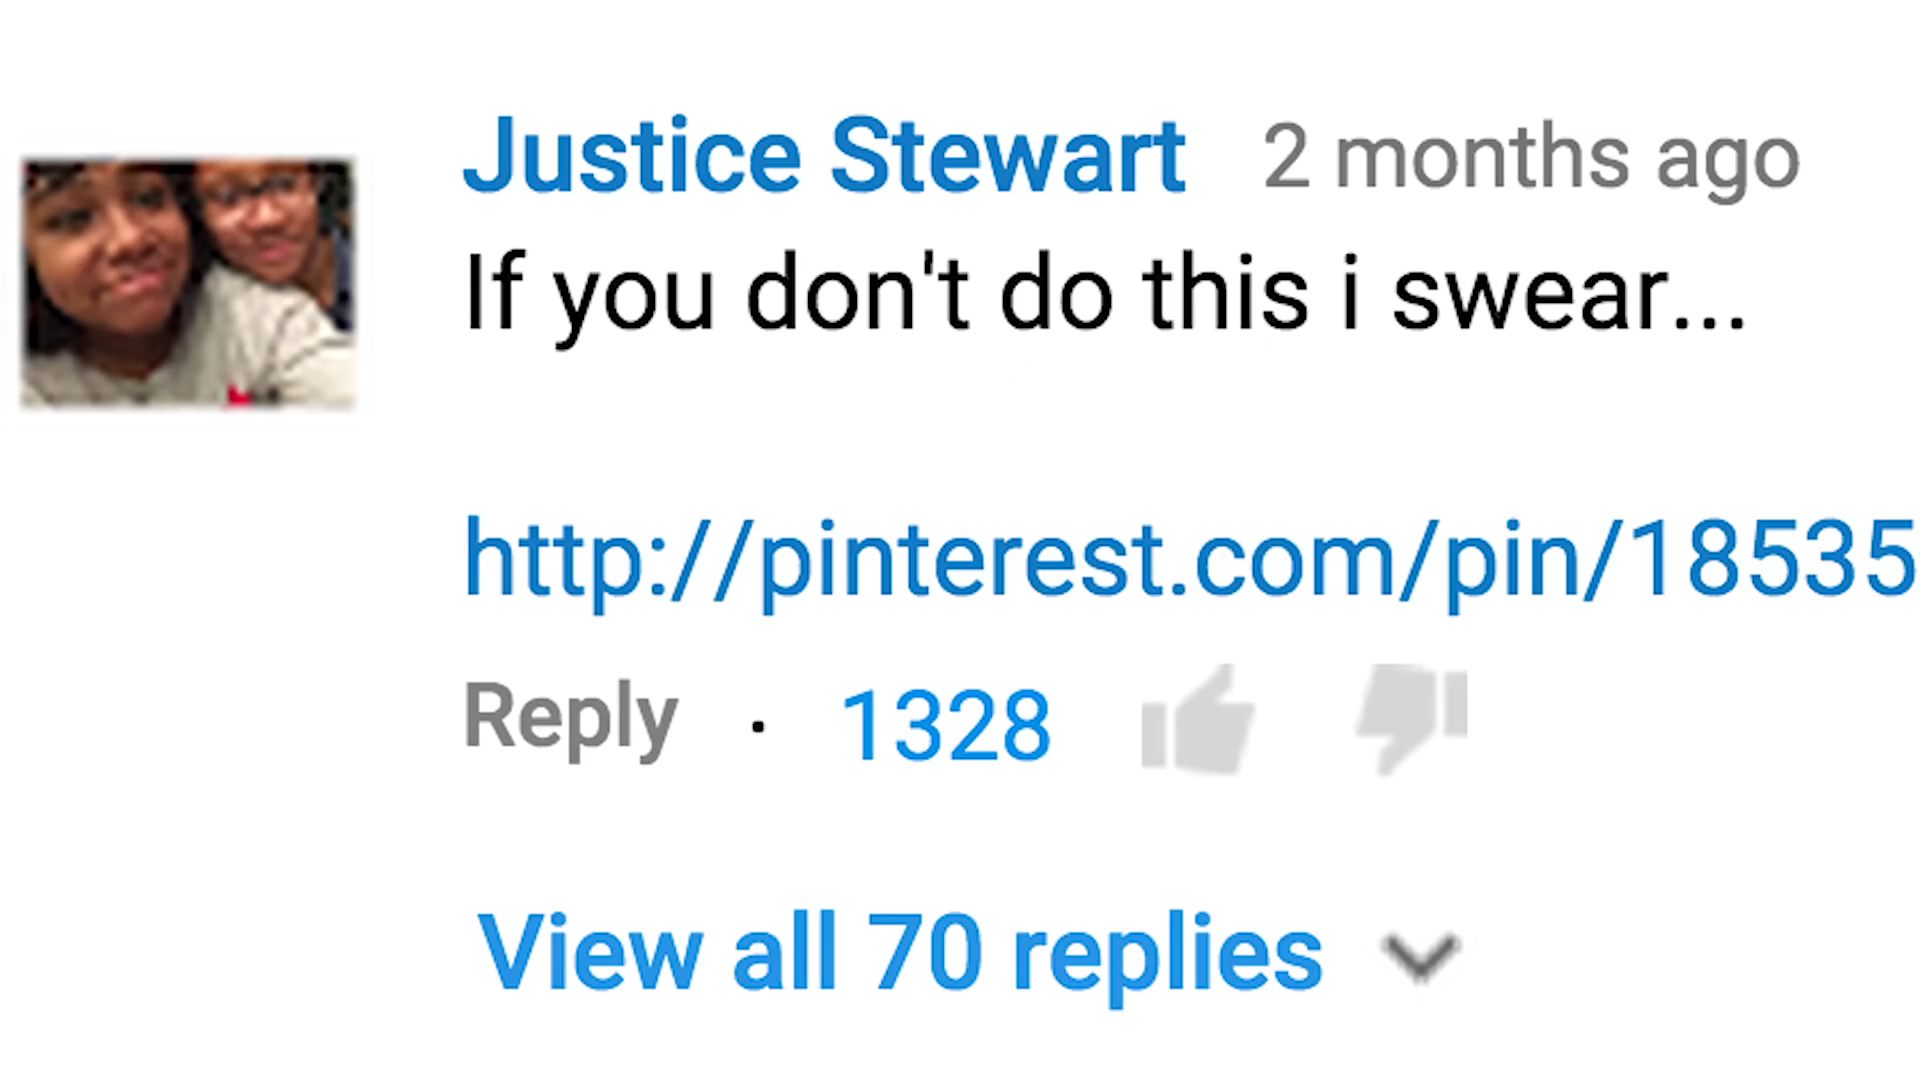 Justice Stewart 2 months ago
If you don't do this i swear...
http://pinterest.com/pin/18535
Reply · 1328
View all 70 replies